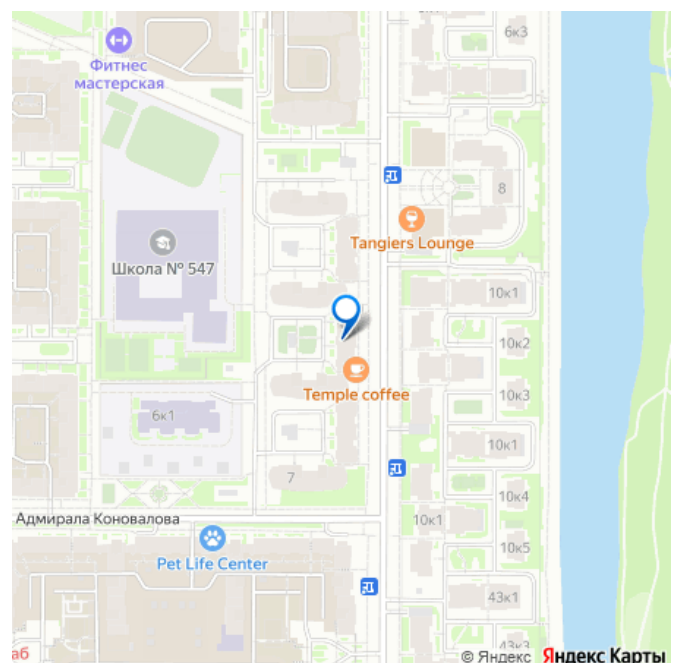 6к3
Фитнес
мастерская
8
Tangiers Lounge
Школа № 547
10к1
10к2
Temple coffee
10к3
6к1
10к1
7
10к4
Адмирала Коновалова
10к1
Pet Life Center
10к5
43к1
аб
43к3
© Яндекс Яндекс Карты